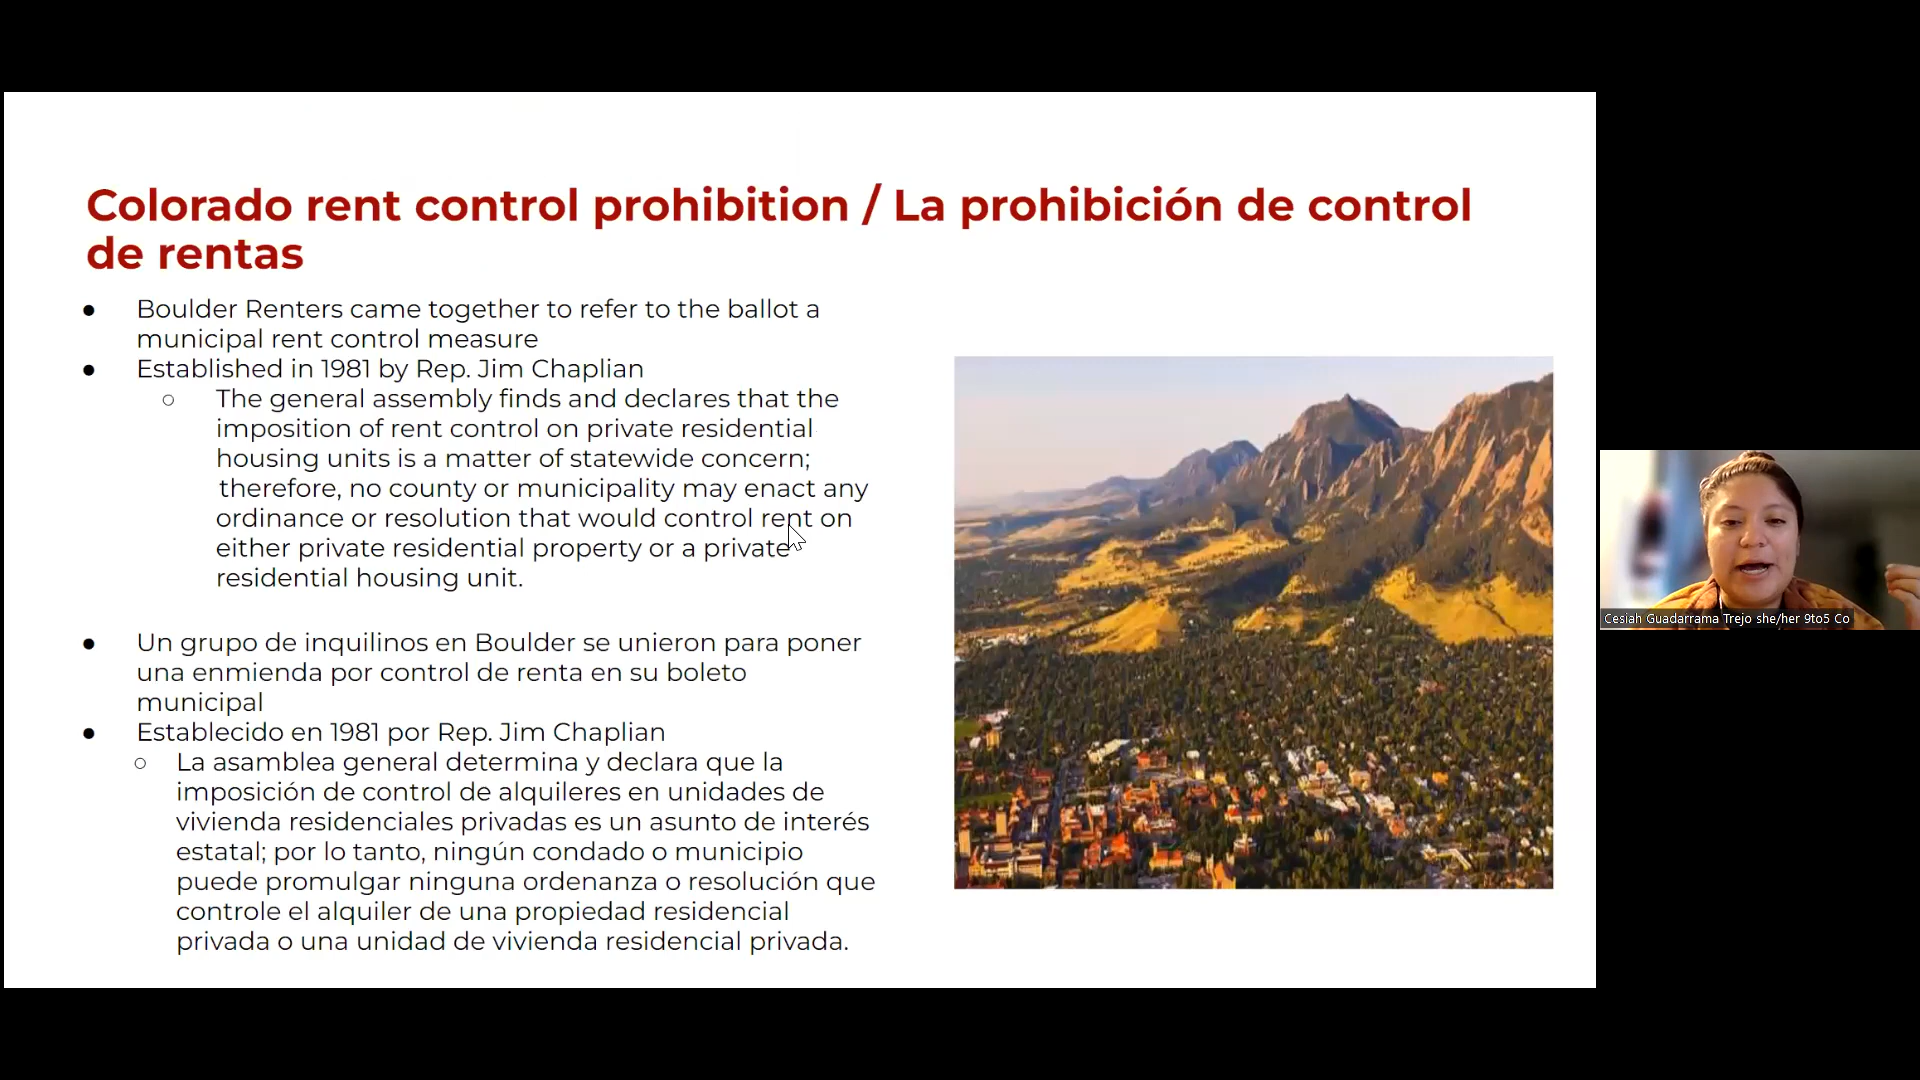 Colorado rent control prohibition / La prohibición de control
de rentas
● Boulder Renters came together to refer to the ballot a
municipal rent control measure
● Established in 1981 by Rep. Jim Chaplian
○ The general assembly finds and declares that the
imposition of rent control on private residential
housing units is a matter of statewide concern;
therefore, no county or municipality may enact any
ordinance or resolution that would control rent on
either private residential property or a private
residential housing unit.
● Un grupo de inquilinos en Boulder se unieron para poner
una enmienda por control de renta en su boleto
municipal
● Establecido en 1981 por Rep. Jim Chaplian
○ La asamblea general determina y declara que la
imposición de control de alquileres en unidades de
vivienda residenciales privadas es un asunto de interés
estatal; por lo tanto, ningún condado o municipio
puede promulgar ninguna ordenanza o resolución que
controle el alquiler de una propiedad residencial
privada o una unidad de vivienda residencial privada.
Cesiah Guadarrama Trejo she/her 9to5 Co